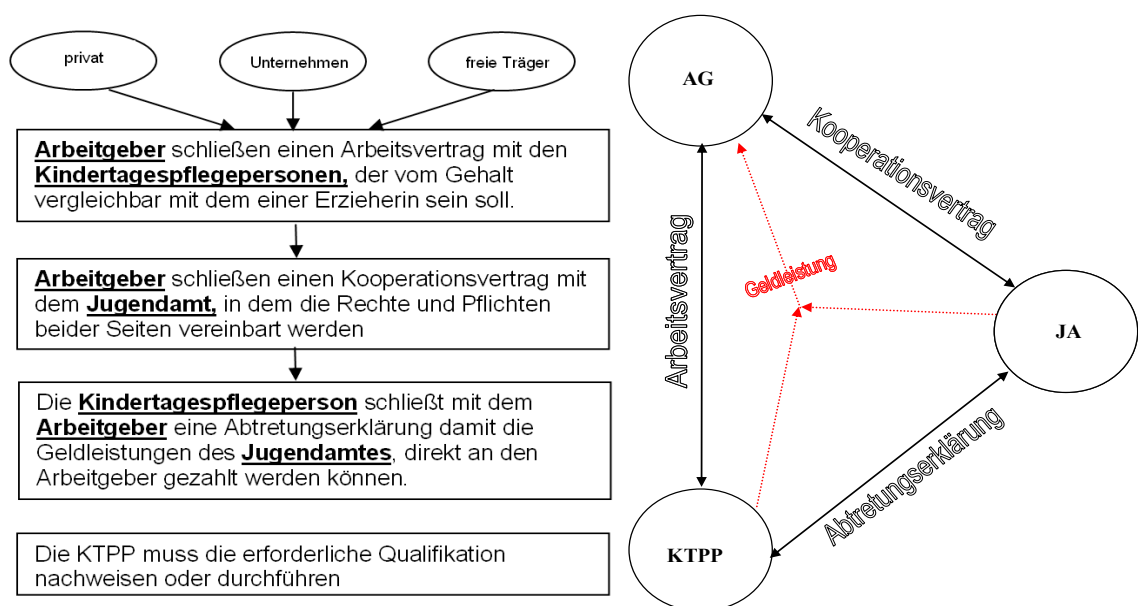 privat
Unternehmen
freie Träger
Arbeitgeber schließen einen Arbeitsvertrag mit den
Kindertagespflegepersonen, der vom Gehalt
vergleichbar mit dem einer Erzieherin sein soll.
Arbeitgeber schließen einen Kooperationsvertrag mit
dem Jugendamt, in dem die Rechte und Pflichten
beider Seiten vereinbart werden
Die Kindertagespflegeperson schließt mit dem
Arbeitgeber eine Abtretungserklärung damit die
Geldleistungen des Jugendamtes, direkt an den
Arbeitgeber gezahlt werden können.
Die KTPP muss die erforderliche Qualifikation
nachweisen oder durchführen
AG
Kooperationsvertrag
Geldleistung
Arbeitsvertrag
JA
Abtretungserklärung
KTPP